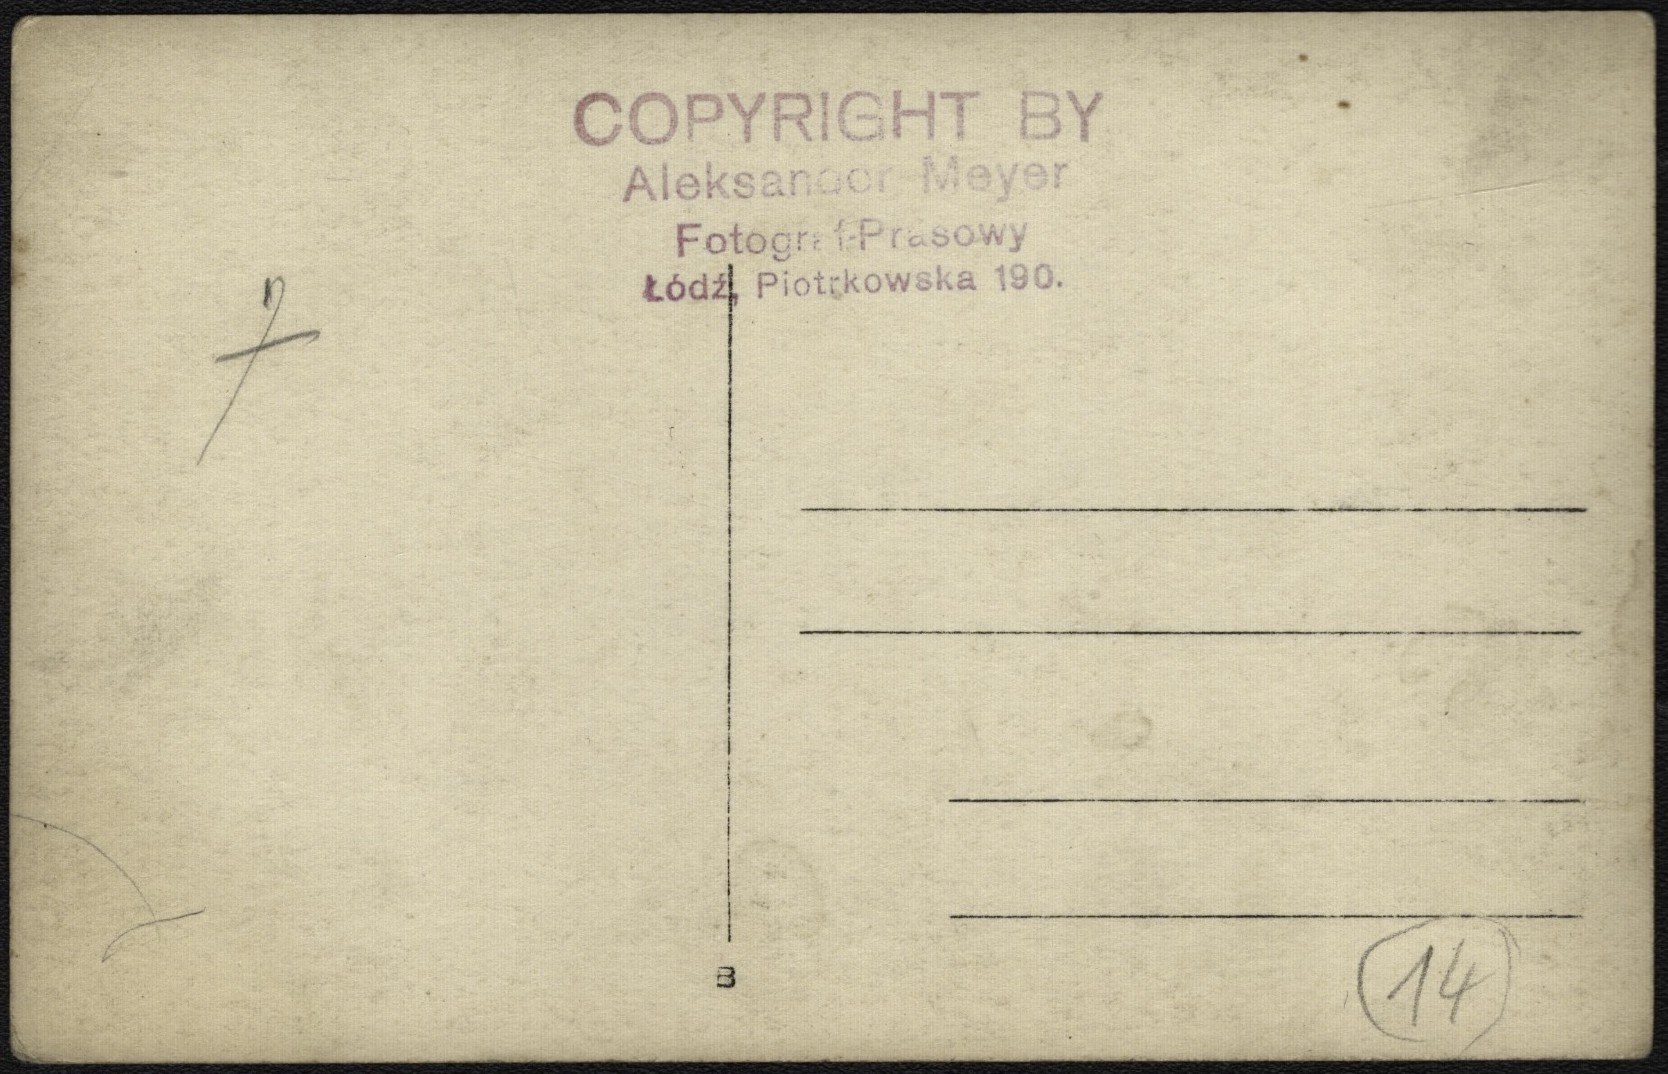 COPYRIGHT BY
Aleksander Meyer
Fotograf-Prasowy
Łódź, Piotrkowska 190.
B
14